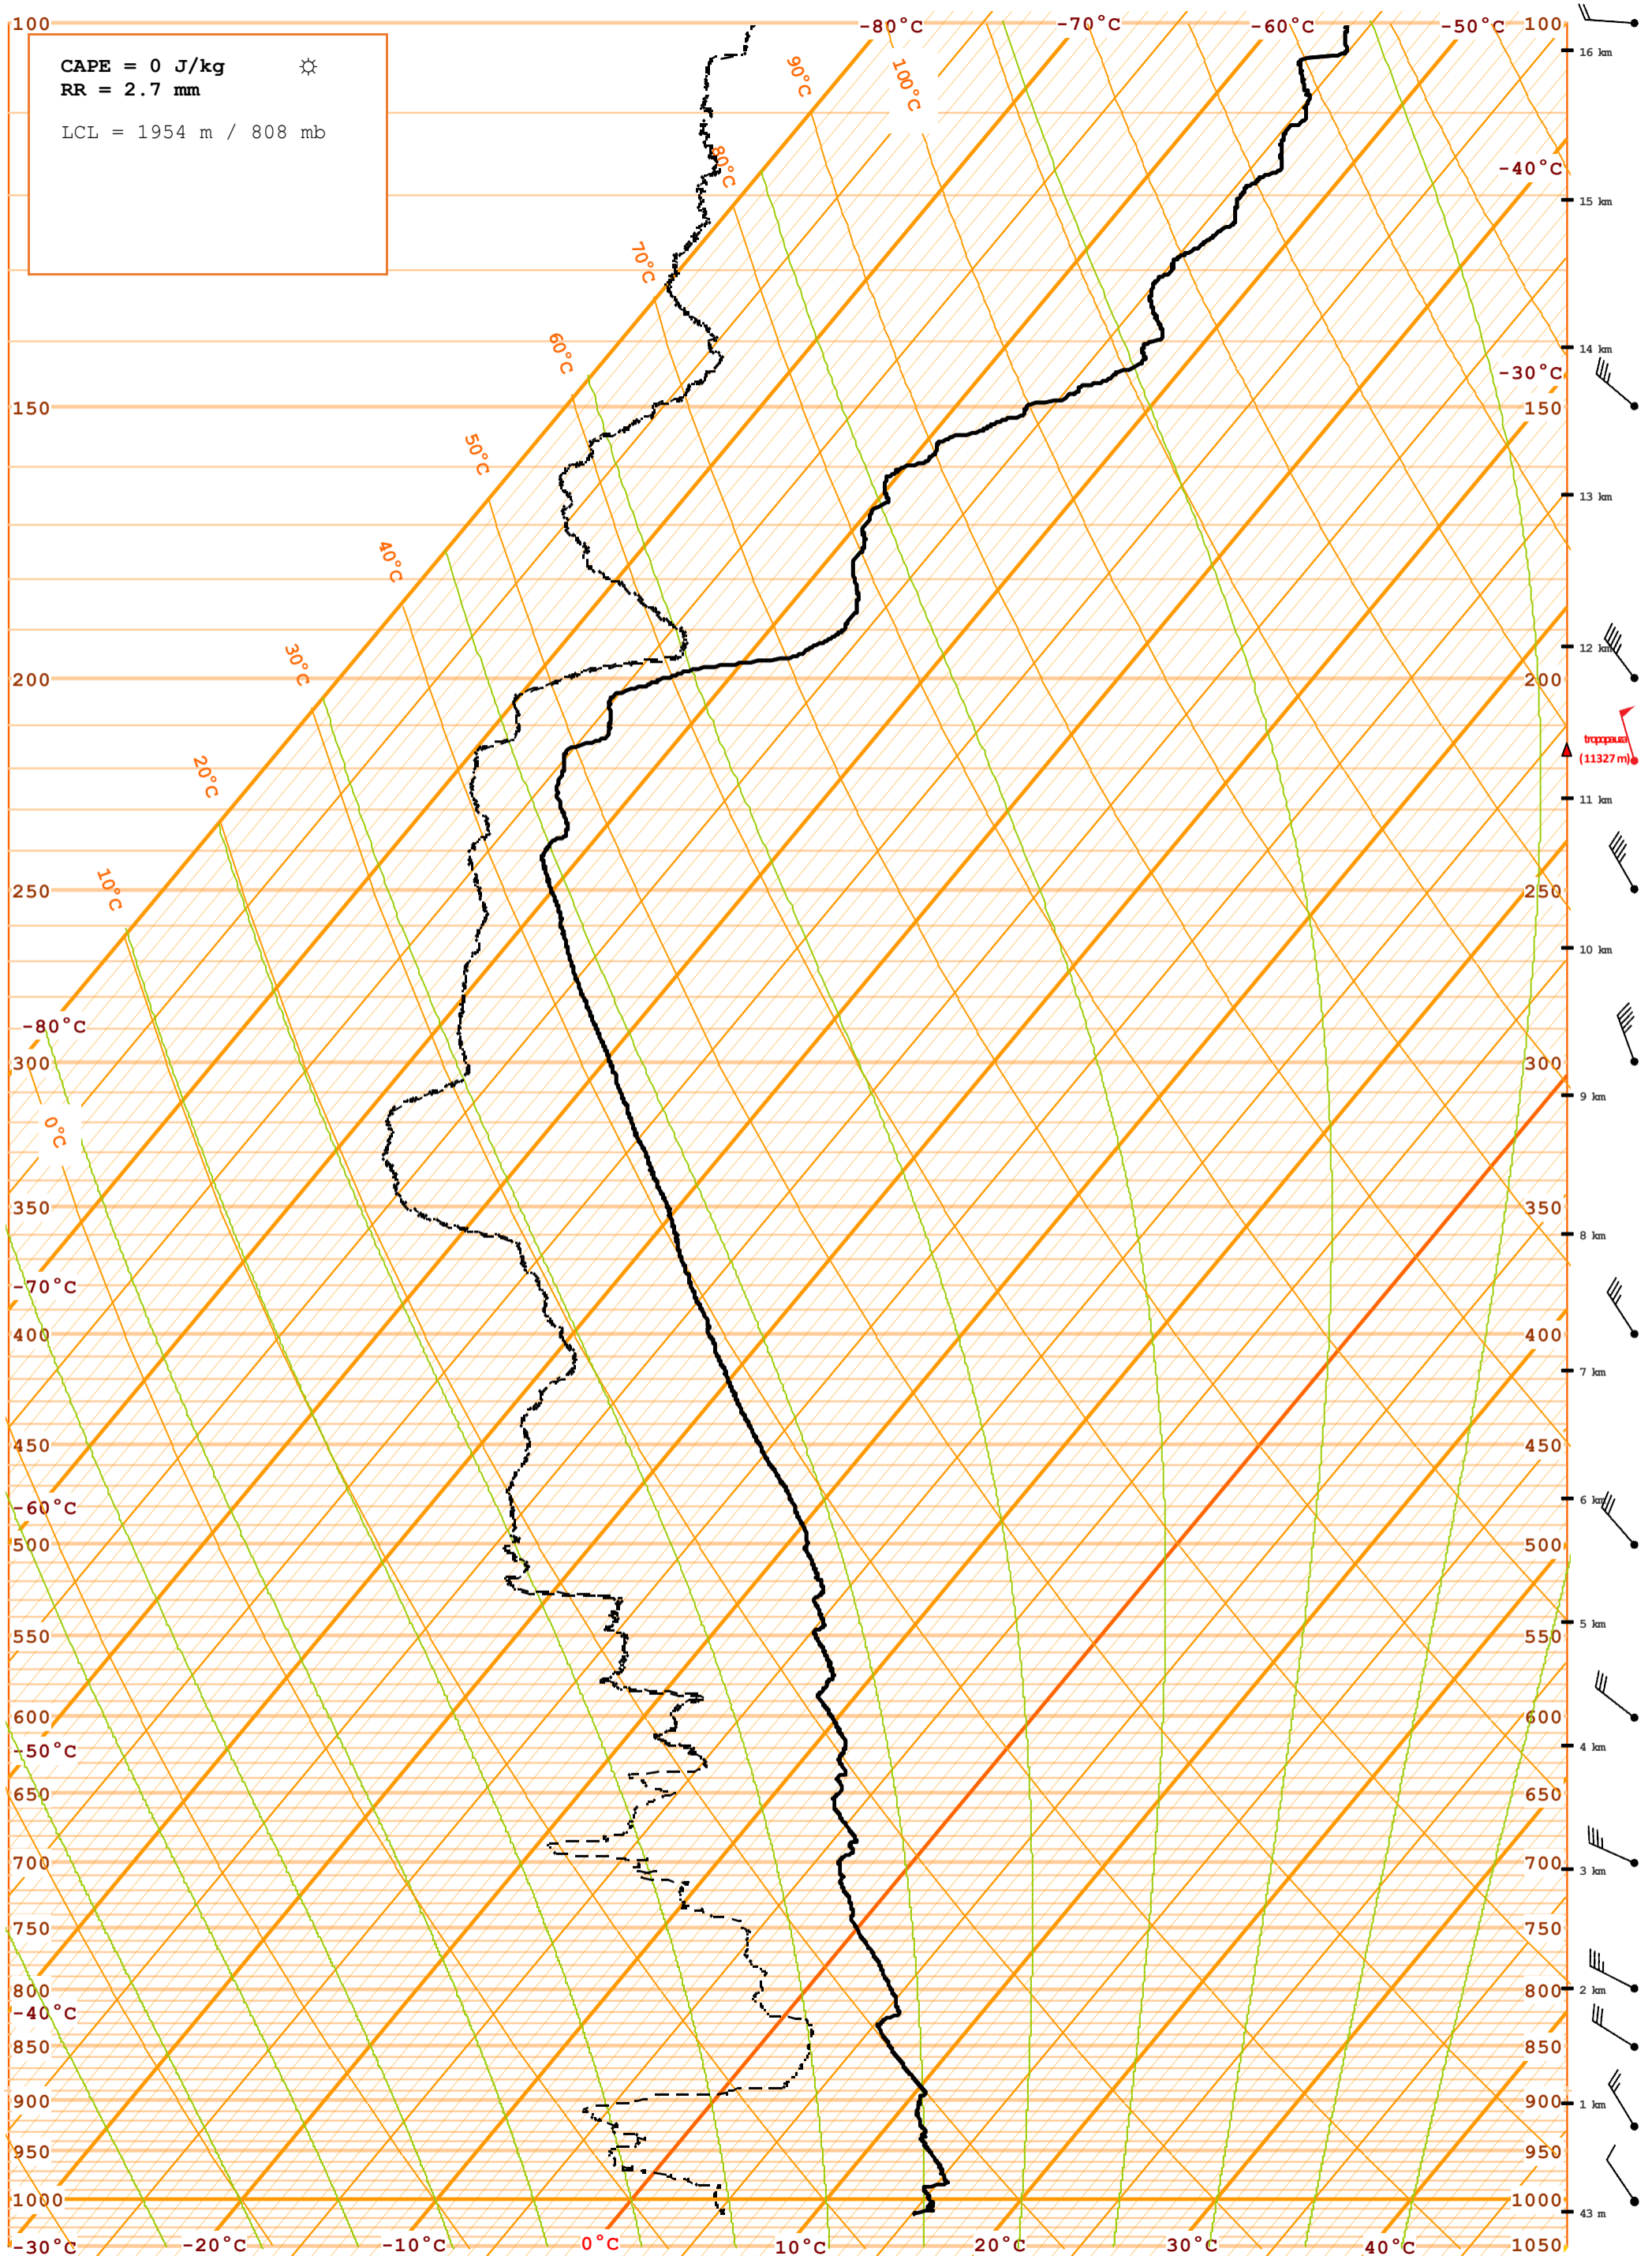 100 -80°C -70°C -60°C -50°C 100
16 km
CAPE = 0 J/kg ☼
RR = 2.7 mm
LCL = 1954 m / 808 mb
90°C 100°C
80°C -40°C
15 km
70°C
14 km
60°C -30°C
150 150
50°C
13 km
40°C
12 km
30°C
200 200
tropopauza
(11327 m)
20°C
11 km
10°C
250 250
10 km
-80°C
300 300
9 km
0°C
350 350
8 km
-70°C
400 400
7 km
450 450
6 km
-60°C
500 500
5 km
550 550
600 600
4 km
-50°C
650 650
700 700
3 km
750 750
800 800
2 km
-40°C
850 850
900 900
1 km
950 950
1000 1000
43 m
-30°C -20°C -10°C 0°C 10°C 20°C 30°C 40°C 1050